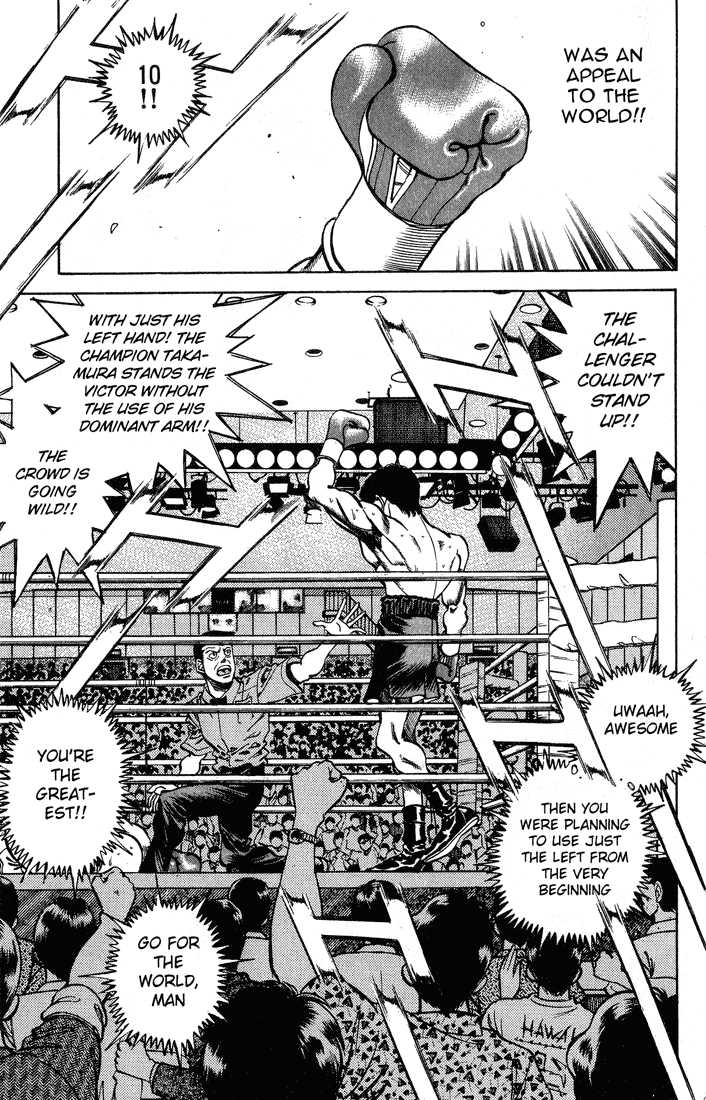 WAS AN
APPEAL
TO THE
WORLD!!
10
!!
THE
CHAL-
LENGER
COULDN'T
STAND
UP!!
WITH JUST HIS
LEFT HAND! THE
CHAMPION TAKA-
MURA STANDS THE
VICTOR WITHOUT
THE USE OF HIS
DOMINANT ARM!!
THE
CROWD IS
GOING
WILD!!
UWAAH,
AWESOME
YOU'RE
THE
GREAT-
EST!!
THEN YOU
WERE PLANNING
TO USE JUST
THE LEFT FROM
THE VERY
BEGINNING
GO FOR
THE
WORLD,
MAN
HAWAI